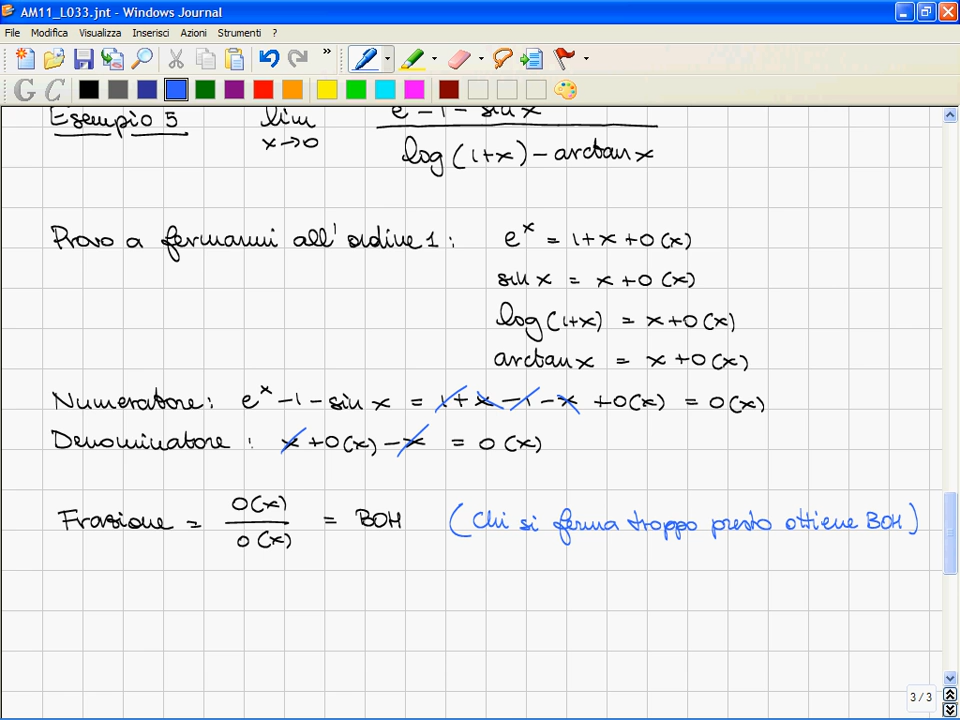 AM11_L033.jnt - Windows Journal
File Modifica Visualizza Inserisci Azioni Strumenti ?
Esempio 5 lim e - 1 - sin x
x→0 log (1+x) - arctan x
Provo a fermarmi all'ordine 1: e^x = 1+x+o(x)
sin x = x+o(x)
log(1+x) = x+o(x)
arctan x = x+o(x)
Numeratore: e^x -1 - sin x = 1+x-1-x +o(x) = o(x)
Denominatore: x+o(x)-x = o(x)
Frazione = o(x)/o(x) = BOH (Chi si ferma troppo presto ottiene BOH)
3 / 3